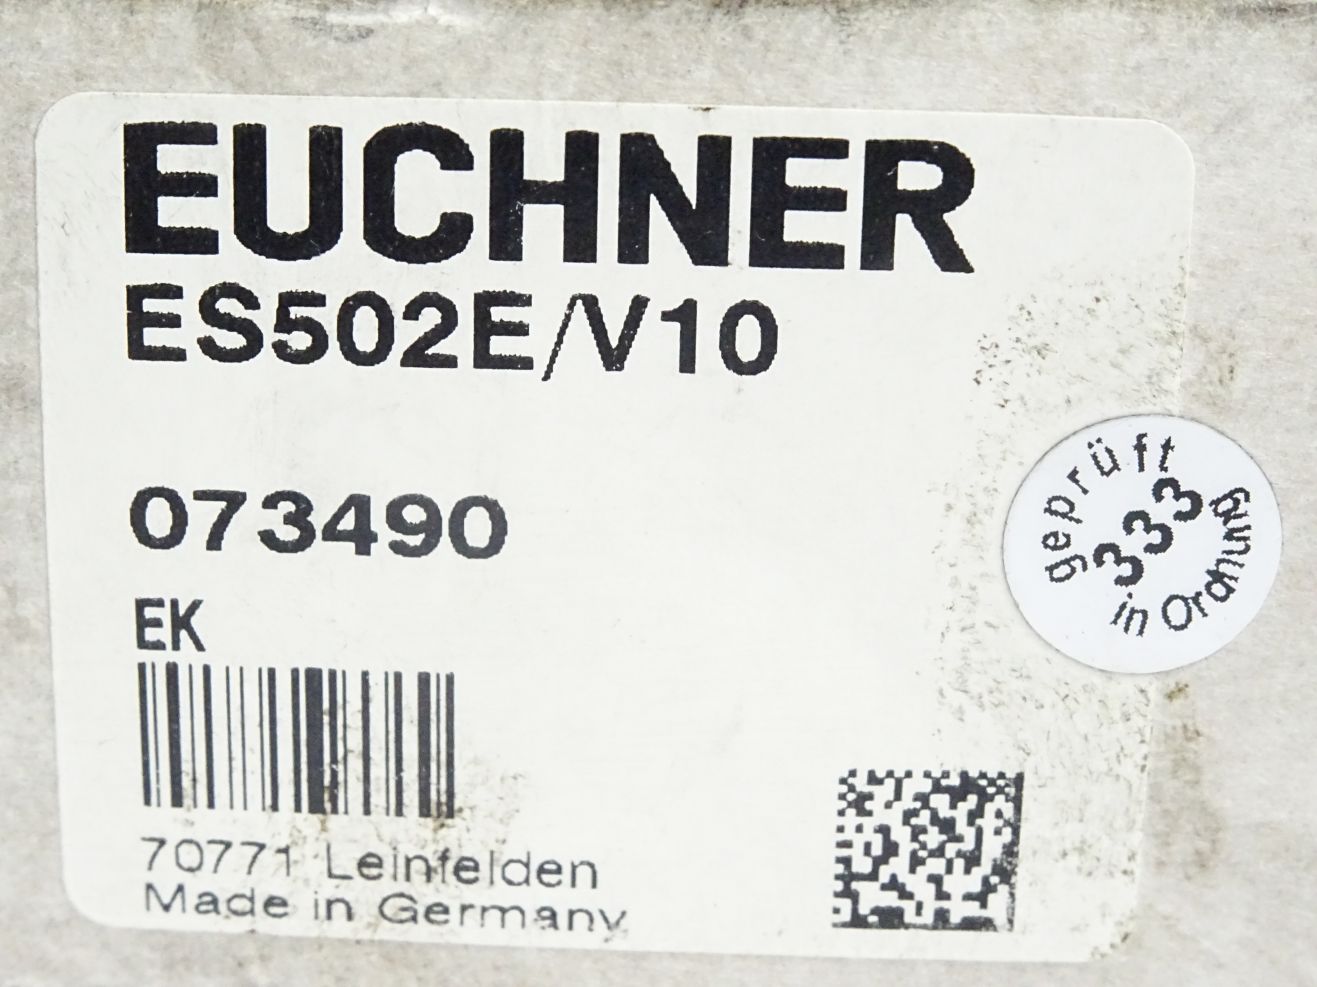 EUCHNER
ES502E/V10
073490
EK
70771 Leinfelden
Made in Germany
geprüft
333
in Ordnung